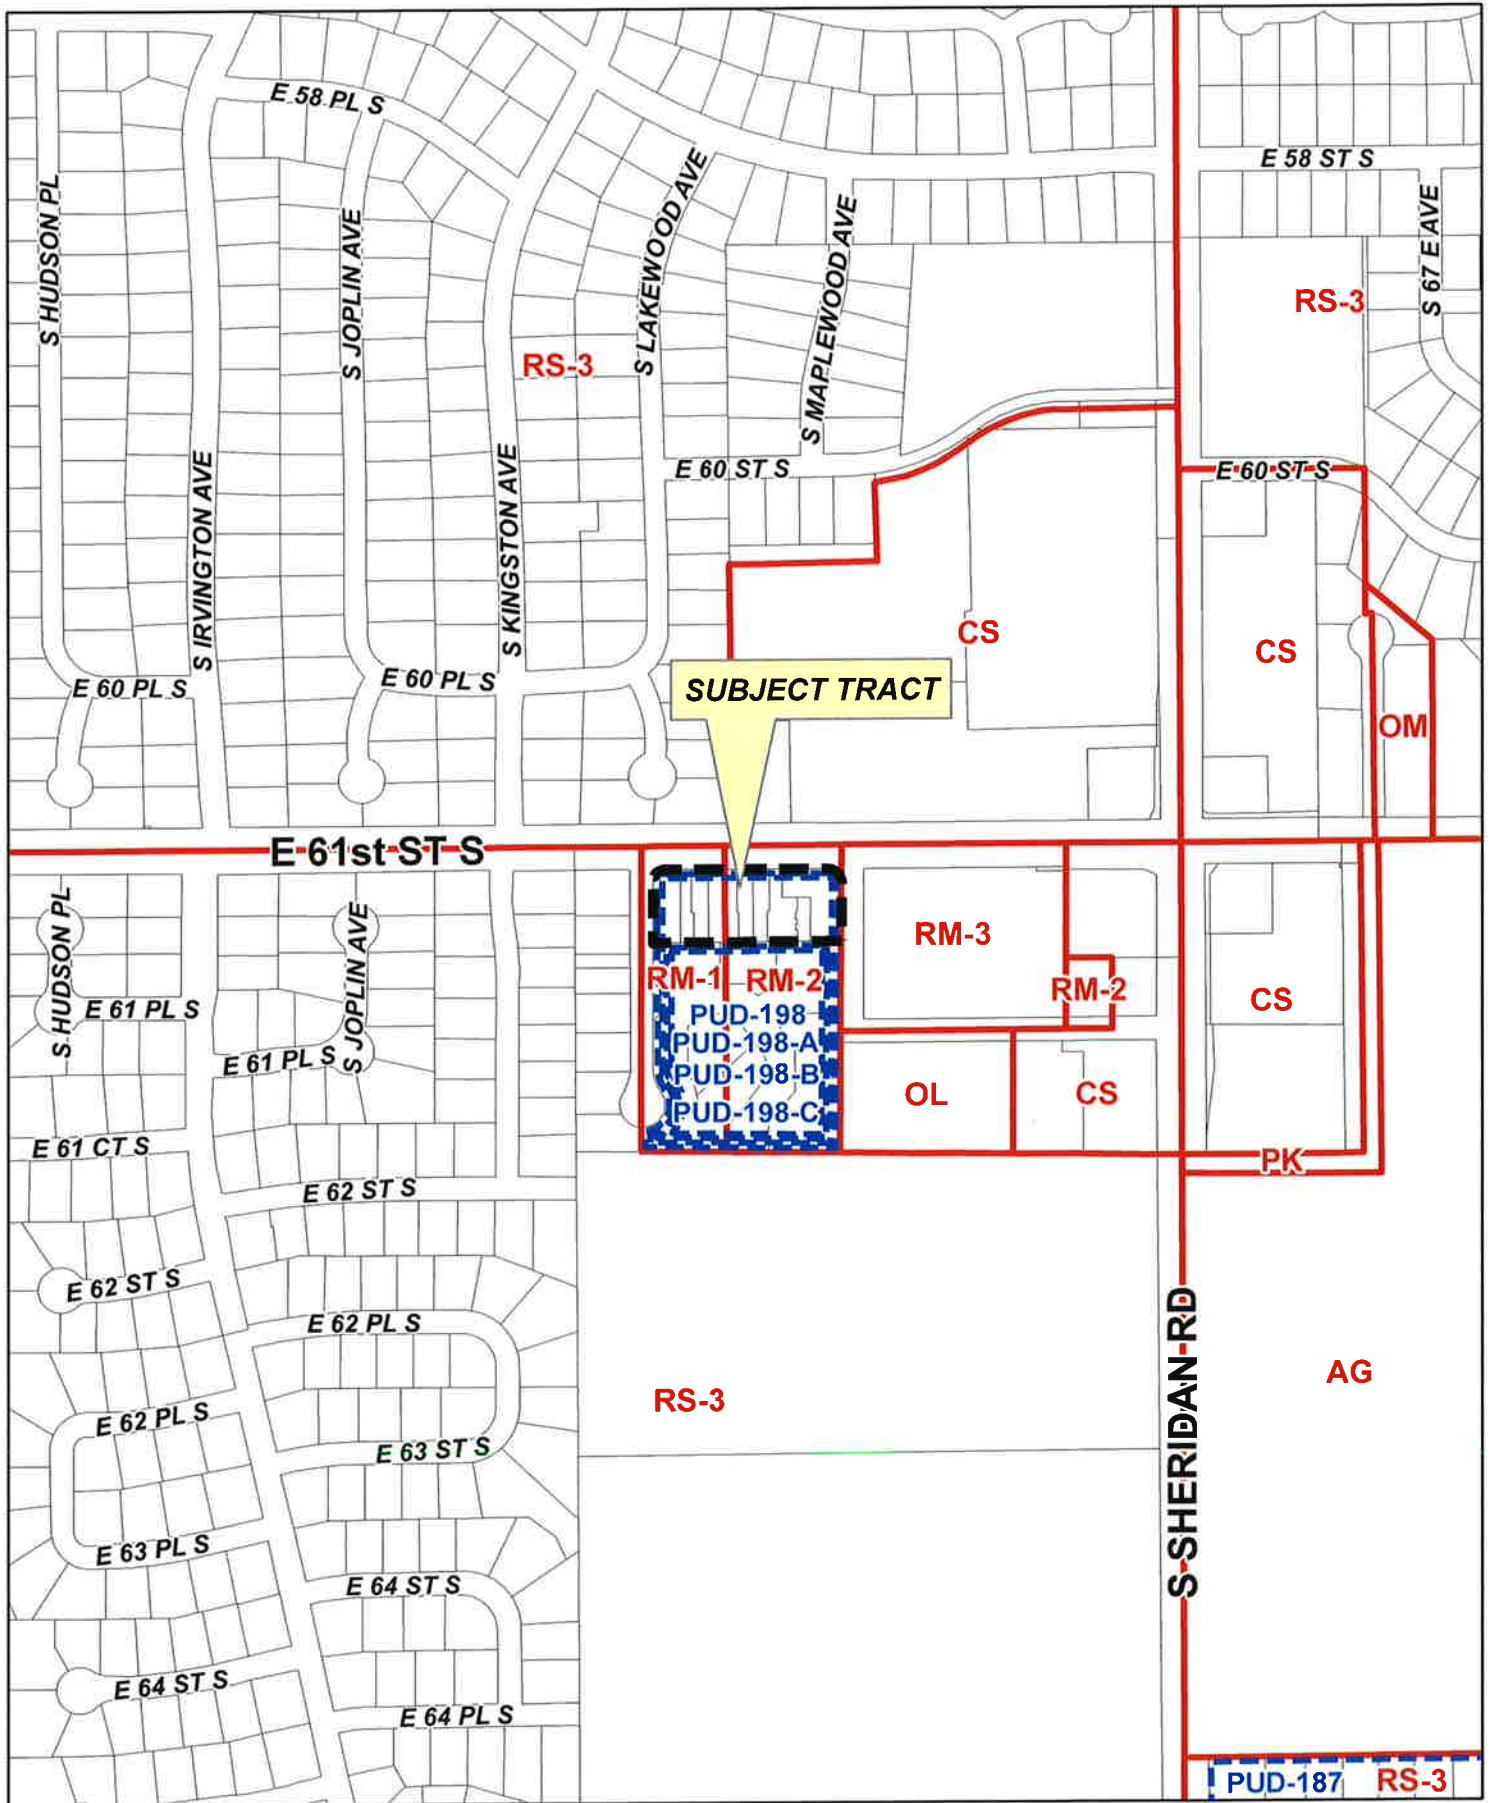 E 58 PL S
E 58 ST S
S HUDSON PL
S JOPLIN AVE
S LAKEWOOD AVE
S MAPLEWOOD AVE
S 67 E AVE
RS-3
RS-3
S IRVINGTON AVE
S KINGSTON AVE
E 60 ST S
E 60 ST S
CS
CS
E 60 PL S
E 60 PL S
SUBJECT TRACT
OM
E 61st ST S
S HUDSON PL
S JOPLIN AVE
RM-3
RM-1
RM-2
RM-2
CS
E 61 PL S
PUD-198
PUD-198-A
E 61 PL S
PUD-198-B
OL
CS
PUD-198-C
E 61 CT S
PK
E 62 ST S
E 62 ST S
E 62 PL S
S SHERIDAN RD
AG
RS-3
E 62 PL S
E 63 ST S
E 63 PL S
E 64 ST S
E 64 ST S
E 64 PL S
PUD-187
RS-3